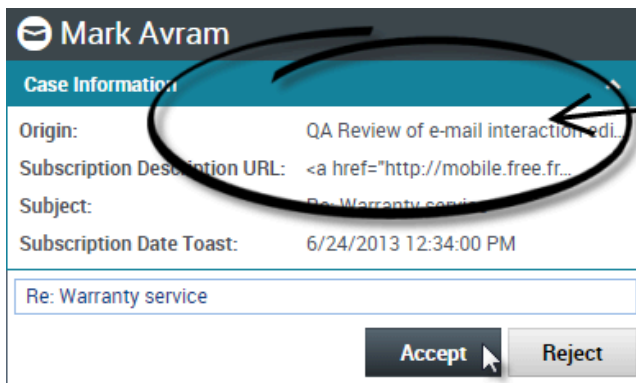 Mark Avram
Case Information
Origin: QA Review of e-mail interaction edi...
Subscription Description URL: <a href="http://mobile.free.fr...
Subject: Re: Warranty service
Subscription Date Toast: 6/24/2013 12:34:00 PM
Re: Warranty service
Accept Reject